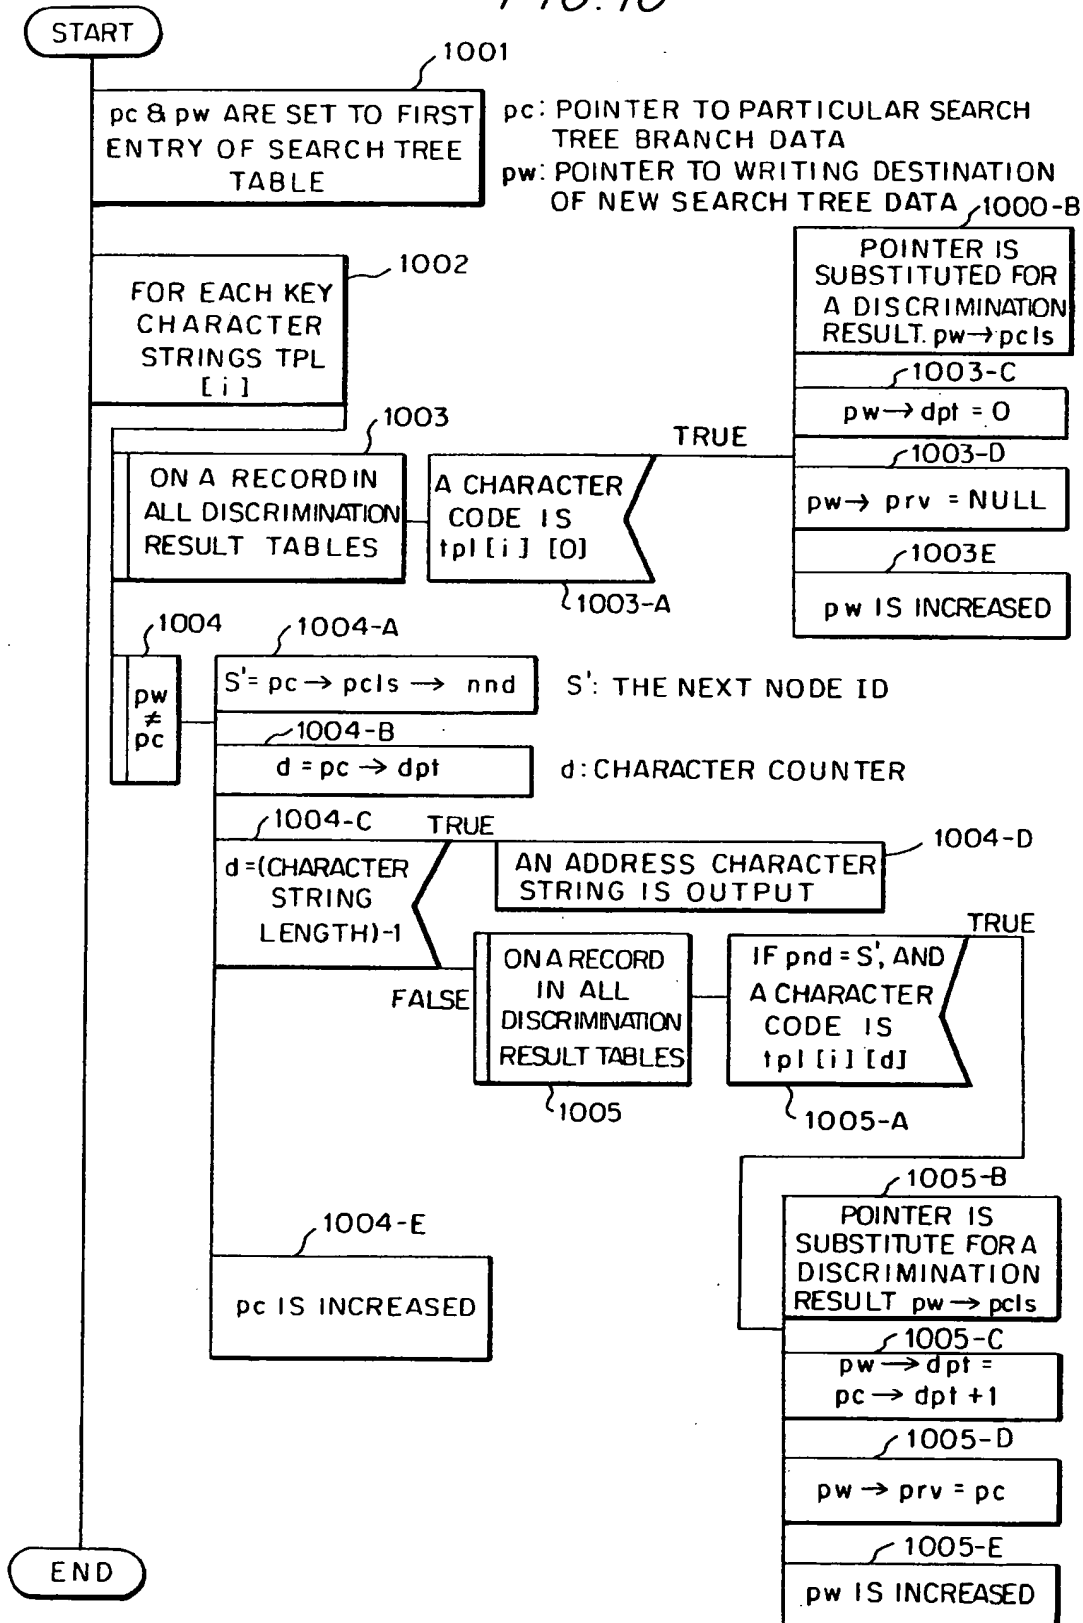 FIG. 10
START
1001
pc & pw ARE SET TO FIRST
ENTRY OF SEARCH TREE
TABLE
pc: POINTER TO PARTICULAR SEARCH
TREE BRANCH DATA
pw: POINTER TO WRITING DESTINATION
OF NEW SEARCH TREE DATA
1000-B
POINTER IS
SUBSTITUTED FOR
A DISCRIMINATION
RESULT. pw→pcls
1002
FOR EACH KEY
CHARACTER
STRINGS TPL
[i]
1003-C
pw→dpt = 0
1003
ON A RECORD IN
ALL DISCRIMINATION
RESULT TABLES
A CHARACTER
CODE IS
tpl[i] [0]
TRUE
1003-A
1003-D
pw→ prv = NULL
1003E
pw IS INCREASED
1004
pw
≠
pc
1004-A
S'= pc → pcls → nnd
S': THE NEXT NODE ID
1004-B
d = pc → dpt
d: CHARACTER COUNTER
1004-C
TRUE
d =(CHARACTER
STRING
LENGTH)-1
1004-D
AN ADDRESS CHARACTER
STRING IS OUTPUT
FALSE
ON A RECORD
IN ALL
DISCRIMINATION
RESULT TABLES
1005
TRUE
IF pnd = S', AND
A CHARACTER
CODE IS
tpl [i] [d]
1005-A
1005-B
POINTER IS
SUBSTITUTE FOR A
DISCRIMINATION
RESULT pw → pcls
1004-E
pc IS INCREASED
1005-C
pw → dpt =
pc → dpt +1
1005-D
pw → prv = pc
1005-E
pw IS INCREASED
END